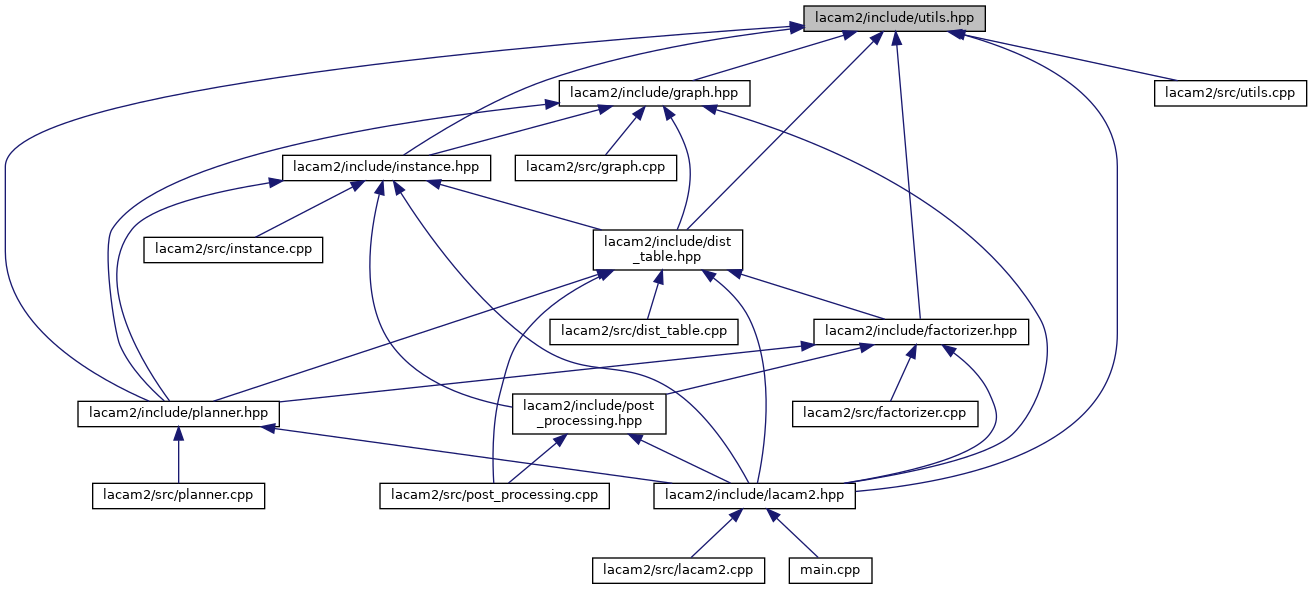 lacam2/include/utils.hpp
lacam2/include/graph.hpp
lacam2/src/utils.cpp
lacam2/include/instance.hpp
lacam2/src/graph.cpp
lacam2/src/instance.cpp
lacam2/include/dist
_table.hpp
lacam2/src/dist_table.cpp
lacam2/include/factorizer.hpp
lacam2/include/planner.hpp
lacam2/include/post
_processing.hpp
lacam2/src/factorizer.cpp
lacam2/src/planner.cpp
lacam2/src/post_processing.cpp
lacam2/include/lacam2.hpp
lacam2/src/lacam2.cpp
main.cpp